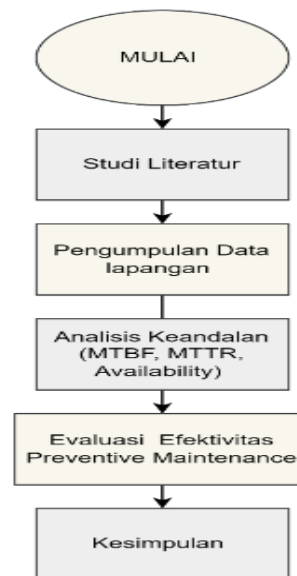 MULAI
Studi Literatur
Pengumpulan Data
lapangan
Analisis Keandalan
(MTBF, MTTR,
Availability)
Evaluasi Efektivitas
Preventive Maintenance
Kesimpulan